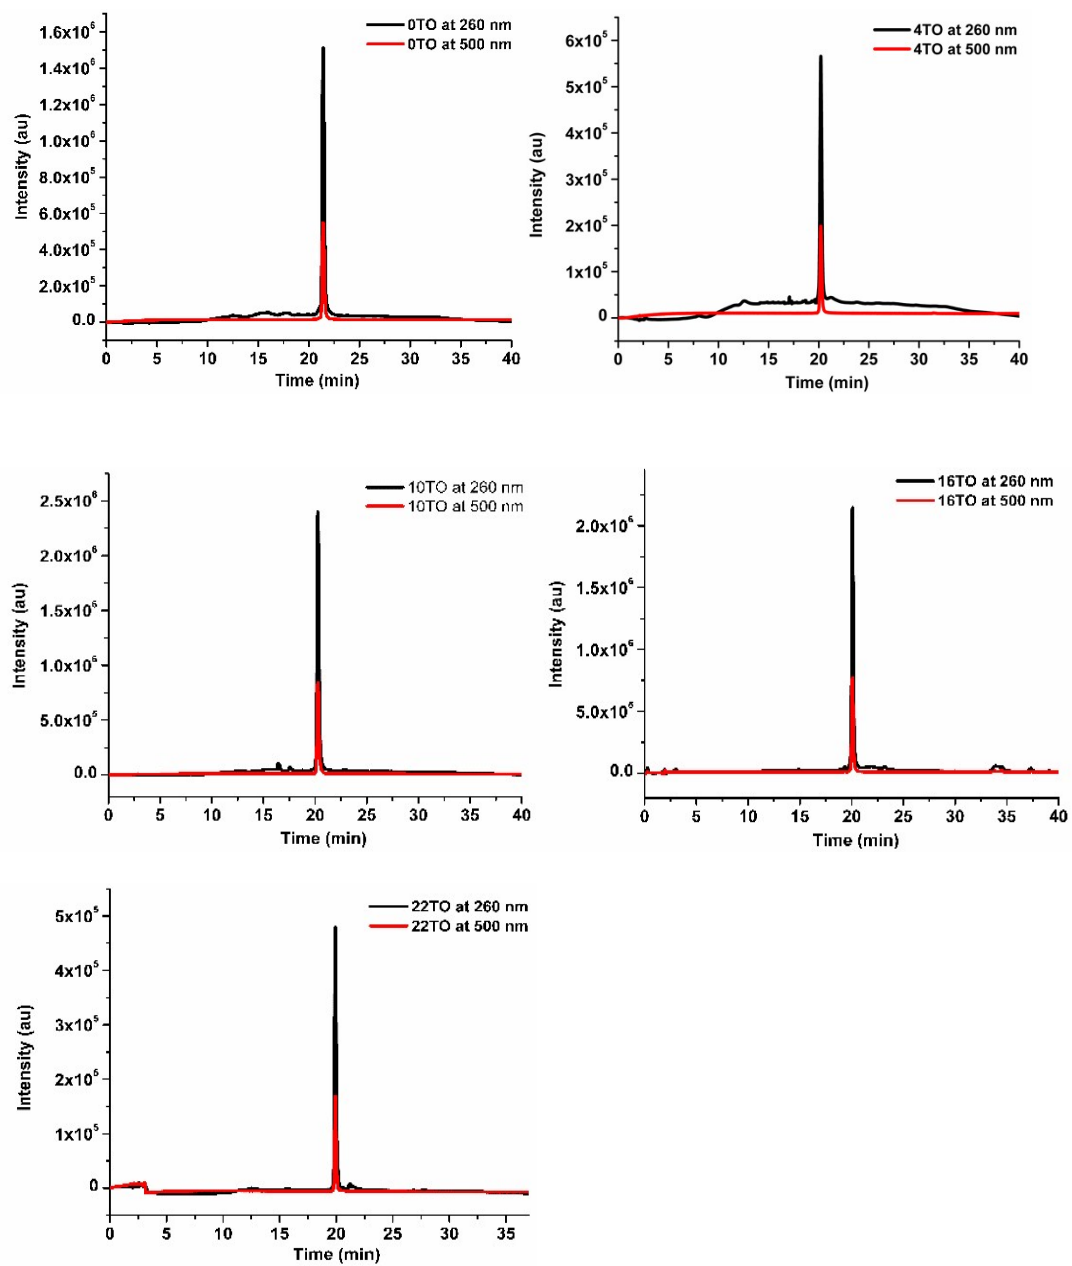 0TO at 260 nm
0TO at 500 nm
1.6x10⁶
1.4x10⁶
1.2x10⁶
1.0x10⁶
8.0x10⁵
6.0x10⁵
4.0x10⁵
2.0x10⁵
0.0
Intensity (au)
0 5 10 15 20 25 30 35 40
Time (min)
4TO at 260 nm
4TO at 500 nm
6x10⁵
5x10⁵
4x10⁵
3x10⁵
2x10⁵
1x10⁵
0
Intensity (au)
0 5 10 15 20 25 30 35 40
Time (min)
10TO at 260 nm
10TO at 500 nm
2.5x10⁶
2.0x10⁶
1.5x10⁶
1.0x10⁶
5.0x10⁵
0.0
Intensity (au)
0 5 10 15 20 25 30 35 40
Time (min)
16TO at 260 nm
16TO at 500 nm
2.0x10⁶
1.5x10⁶
1.0x10⁶
5.0x10⁵
0.0
Intensity (au)
0 5 10 15 20 25 30 35 40
Time (min)
22TO at 260 nm
22TO at 500 nm
5x10⁵
4x10⁵
3x10⁵
2x10⁵
1x10⁵
0
Intensity (au)
0 5 10 15 20 25 30 35
Time (min)